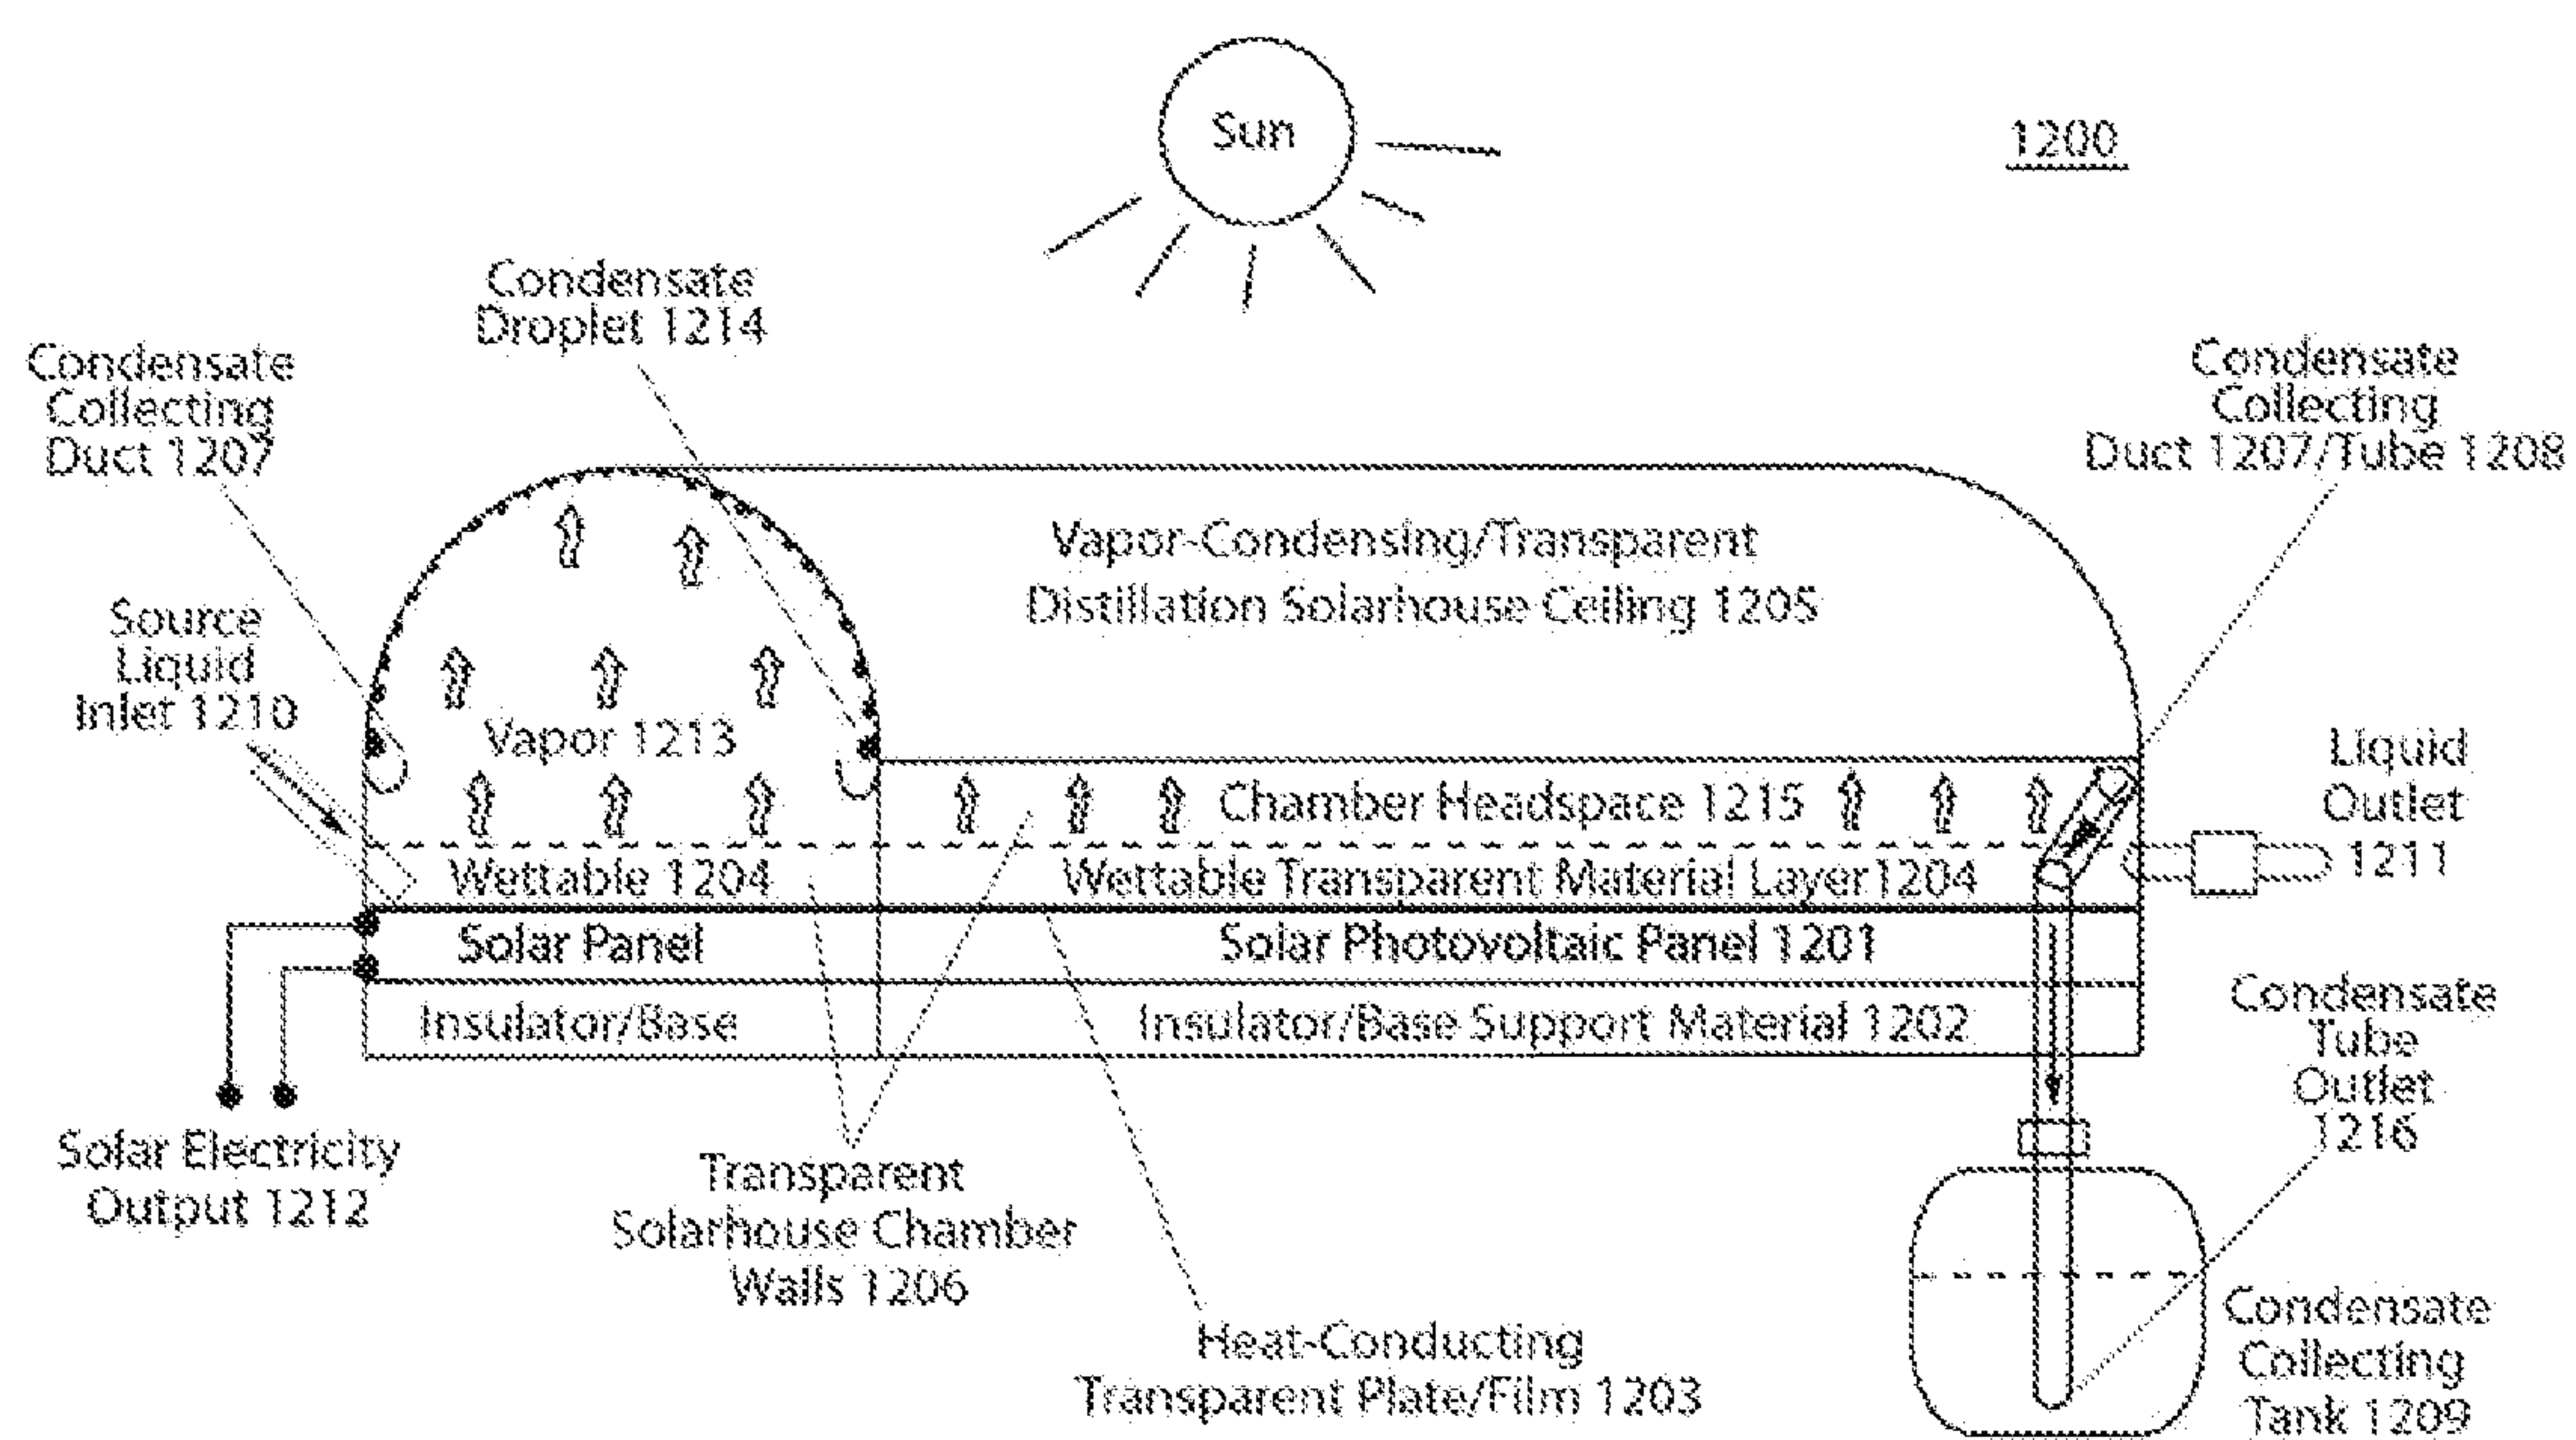 Sun
1200
Condensate
Droplet 1214
Condensate
Collecting
Duct 1207
Condensate
Collecting
Duct 1207/Tube 1208
Vapor-Condensing/Transparent
Distillation Solarhouse Ceiling 1205
Source
Liquid
Inlet 1210
Vapor 1213
Chamber Headspace 1215
Liquid
Outlet
1211
Wettable 1204
Wettable Transparent Material Layer 1204
Solar Panel
Solar Photovoltaic Panel 1201
Insulator/Base
Insulator/Base Support Material 1202
Condensate
Tube
Outlet
1216
Solar Electricity
Output 1212
Transparent
Solarhouse Chamber
Walls 1206
Heat-Conducting
Transparent Plate/Film 1203
Condensate
Collecting
Tank 1209